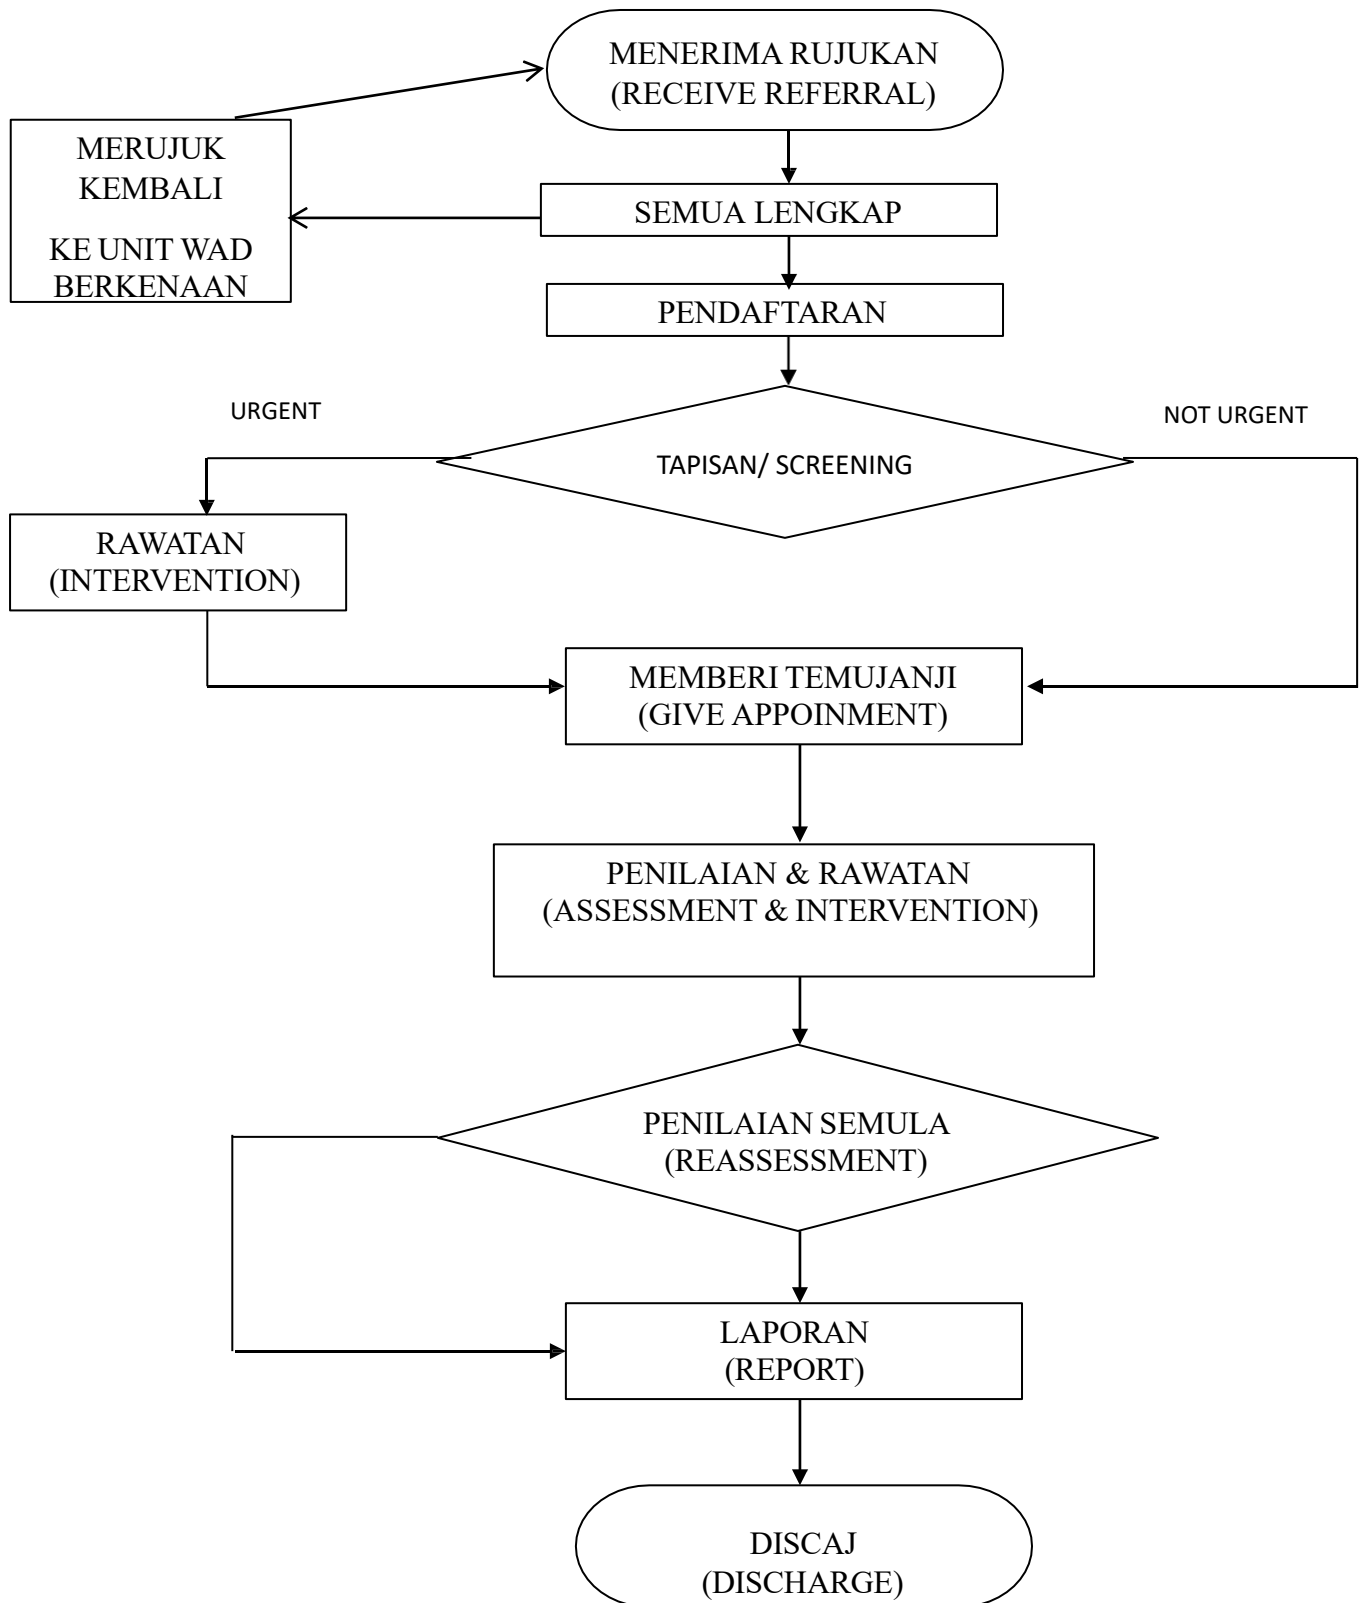 MENERIMA RUJUKAN
(RECEIVE REFERRAL)
MERUJUK
KEMBALI
KE UNIT WAD
BERKENAAN
SEMUA LENGKAP
PENDAFTARAN
URGENT
NOT URGENT
TAPISAN/ SCREENING
RAWATAN
(INTERVENTION)
MEMBERI TEMUJANJI
(GIVE APPOINMENT)
PENILAIAN & RAWATAN
(ASSESSMENT & INTERVENTION)
PENILAIAN SEMULA
(REASSESSMENT)
LAPORAN
(REPORT)
DISCAJ
(DISCHARGE)